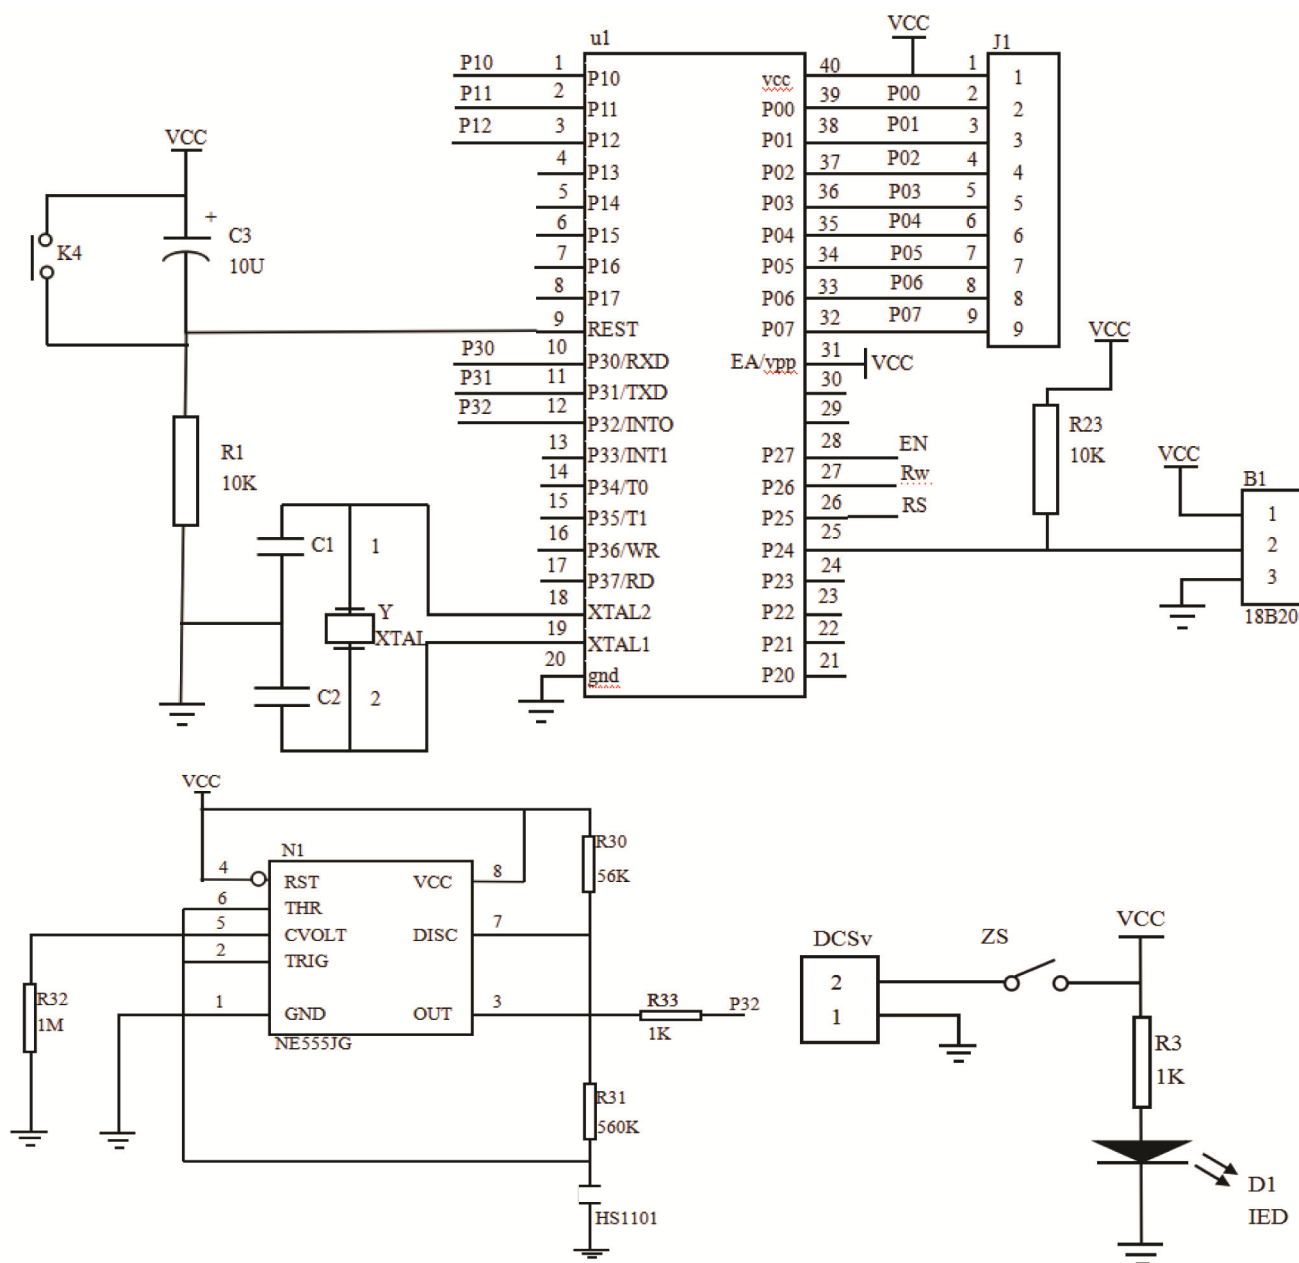 VCC
K4
+
C3
10U
R1
10K
C1
C2
1
Y
XTAL
2
u1
P10 1 P10
P11 2 P11
P12 3 P12
4 P13
5 P14
6 P15
7 P16
8 P17
9 REST
P30 10 P30/RXD
P31 11 P31/TXD
P32 12 P32/INTO
13 P33/INT1
14 P34/T0
15 P35/T1
16 P36/WR
17 P37/RD
18 XTAL2
19 XTAL1
20 gnd
VCC
J1
vcc 40 1 1
P00 39 P00 2 2
P01 38 P01 3 3
P02 37 P02 4 4
P03 36 P03 5 5
P04 35 P04 6 6
P05 34 P05 7 7
P06 33 P06 8 8
P07 32 P07 9 9
EA/vpp 31 VCC
30
29
P27 28 EN
P26 27 Rw
P25 26 RS
P24 25
P23 24
P22 23
P21 22
P20 21
VCC
R23
10K
VCC
B1
1
2
3
18B20
VCC
N1
4 RST VCC 8
6 THR
5 CVOLT DISC 7
2 TRIG
1 GND OUT 3
NE555JG
R32
1M
R30
56K
R33
1K
P32
R31
560K
HS1101
DCSv
2
1
ZS
VCC
R3
1K
D1
IED